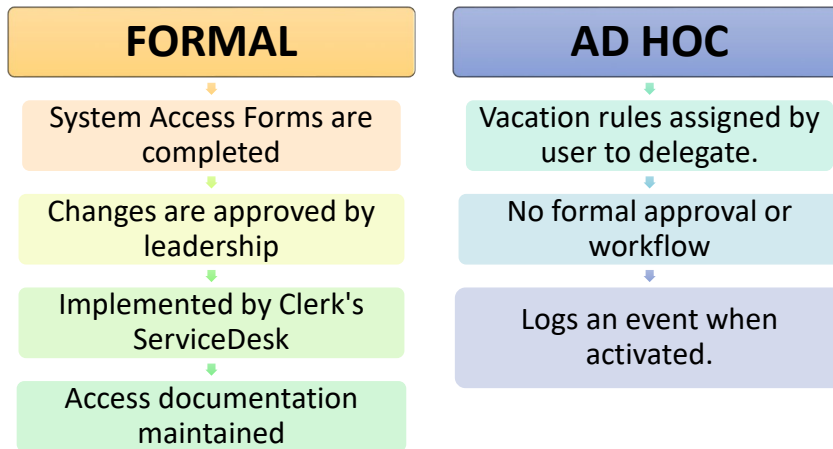 FORMAL
System Access Forms are
completed
Changes are approved by
leadership
Implemented by Clerk's
ServiceDesk
Access documentation
maintained
AD HOC
Vacation rules assigned by
user to delegate.
No formal approval or
workflow
Logs an event when
activated.